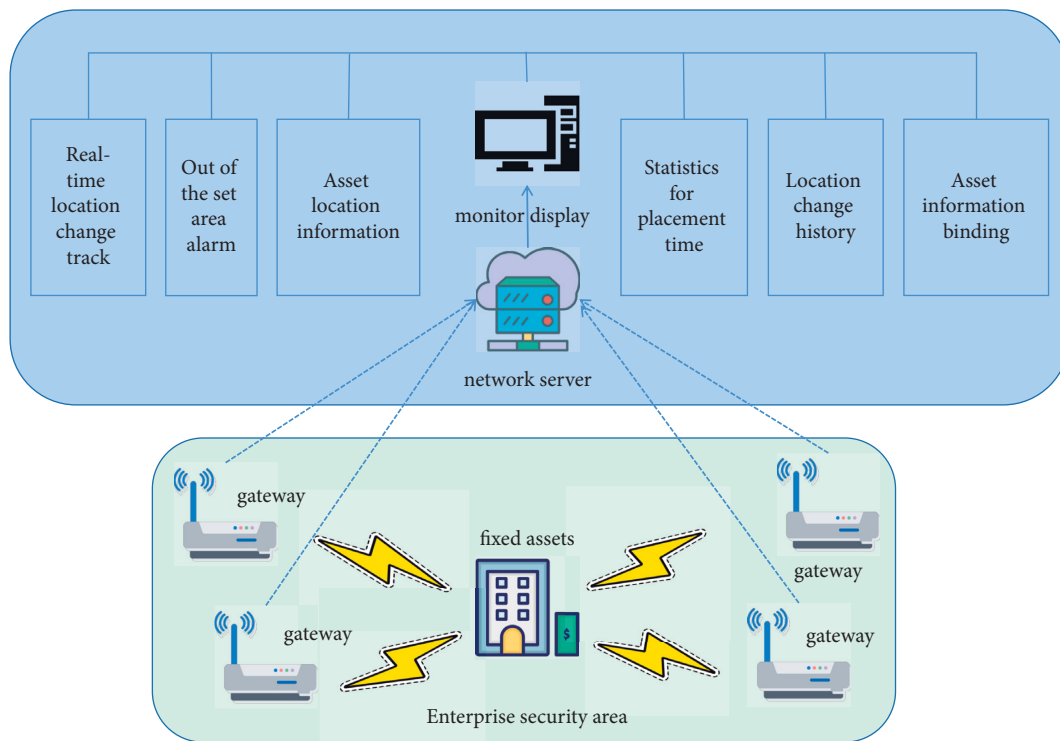 Real-
time
location
change
track
Out of
the set
area
alarm
Asset
location
information
monitor display
Statistics
for
placement
time
Location
change
history
Asset
information
binding
network server
gateway
gateway
fixed assets
$
gateway
gateway
Enterprise security area